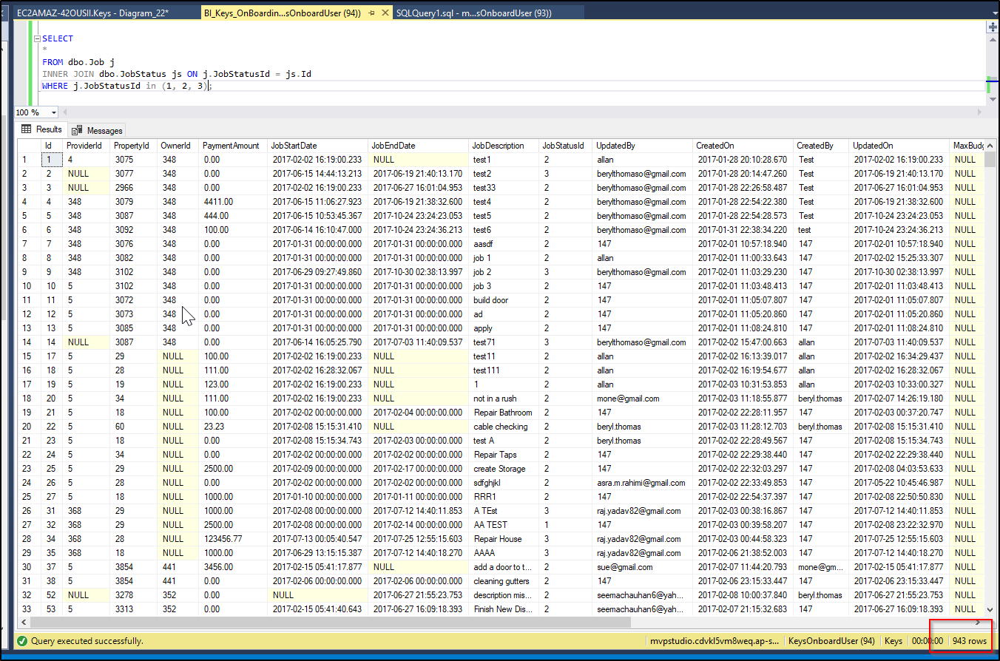 EC2AMAZ-42OUSII.Keys - Diagram_22*
BI_Keys_OnBoardin...sOnboardUser (94))
SQLQuery1.sql - m...sOnboardUser (93))
SELECT
*
FROM dbo.Job j
INNER JOIN dbo.JobStatus js ON j.JobStatusId = js.Id
WHERE j.JobStatusId in (1, 2, 3);
100 %
Results Messages
Id ProviderId PropertyId OwnerId PaymentAmount JobStartDate JobEndDate JobDescription JobStatusId UpdatedBy CreatedOn CreatedBy UpdatedOn MaxBudg
1 1 4 3075 348 0.00 2017-02-02 16:19:00.233 NULL test1 2 allan 2017-01-28 20:10:28.670 Test 2017-02-02 16:19:00.233 NULL
2 2 NULL 3077 348 0.00 2017-06-15 14:44:13.213 2017-06-19 21:40:13.170 test2 3 berylthomaso@gmail.com 2017-01-28 20:14:47.260 Test 2017-06-19 21:40:13.170 NULL
3 3 NULL 2966 348 0.00 2017-02-02 16:19:00.233 2017-06-27 16:01:04.953 test33 2 berylthomaso@gmail.com 2017-01-28 22:26:58.487 Test 2017-06-27 16:01:04.953 NULL
4 4 348 3079 348 4411.00 2017-06-15 11:06:27.923 2017-06-19 21:38:32.600 test4 2 berylthomaso@gmail.com 2017-01-28 22:54:22.380 Test 2017-06-19 21:38:32.600 NULL
5 5 348 3087 348 444.00 2017-06-15 10:53:45.367 2017-10-24 23:24:23.053 test5 2 berylthomaso@gmail.com 2017-01-28 22:54:28.573 Test 2017-10-24 23:24:23.053 NULL
6 6 348 3092 348 100.00 2017-06-14 16:10:47.000 2017-10-24 23:24:36.213 test6 2 berylthomaso@gmail.com 2017-01-31 22:38:34.220 test 2017-10-24 23:24:36.213 NULL
7 7 348 3076 348 0.00 2017-01-31 00:00:00.000 2017-01-31 00:00:00.000 aasdf 2 147 2017-02-01 10:57:18.940 147 2017-02-01 10:57:18.940 NULL
8 8 348 3082 348 0.00 2017-01-31 00:00:00.000 2017-01-31 00:00:00.000 job 1 2 allan 2017-02-01 11:00:33.643 147 2017-02-02 15:25:33.307 NULL
9 9 348 3102 348 0.00 2017-06-29 09:27:49.860 2017-10-30 02:38:13.997 job 2 3 berylthomaso@gmail.com 2017-02-01 11:03:29.230 147 2017-10-30 02:38:13.997 NULL
10 10 5 3102 348 0.00 2017-01-31 00:00:00.000 2017-01-31 00:00:00.000 job 3 2 147 2017-02-01 11:03:48.413 147 2017-02-01 11:03:48.413 NULL
11 11 5 3072 348 0.00 2017-01-31 00:00:00.000 2017-01-31 00:00:00.000 build door 2 147 2017-02-01 11:05:07.807 147 2017-02-01 11:05:07.807 NULL
12 12 5 3073 348 0.00 2017-01-31 00:00:00.000 2017-01-31 00:00:00.000 ad 2 147 2017-02-01 11:05:20.860 147 2017-02-01 11:05:20.860 NULL
13 13 5 3085 348 0.00 2017-01-31 00:00:00.000 2017-01-31 00:00:00.000 apply 2 147 2017-02-01 11:08:24.810 147 2017-02-01 11:08:24.810 NULL
14 14 NULL 3087 348 0.00 2017-06-14 16:05:25.790 2017-07-03 11:40:09.537 test71 3 berylthomaso@gmail.com 2017-02-02 15:47:00.663 allan 2017-07-03 11:40:09.537 NULL
15 17 5 29 NULL 100.00 2017-02-02 16:19:00.233 NULL test11 2 allan 2017-02-02 16:13:39.017 allan 2017-02-02 16:34:29.437 NULL
16 18 5 28 NULL 111.00 2017-02-02 16:28:32.067 NULL test111 2 allan 2017-02-02 16:19:54.677 allan 2017-02-02 16:28:32.067 NULL
17 19 5 19 NULL 123.00 2017-02-02 16:19:00.233 NULL 1 2 allan 2017-02-03 10:31:53.853 allan 2017-02-03 10:33:00.327 NULL
18 20 5 34 NULL 111.00 2017-02-02 16:19:00.233 NULL not in a rush 2 mone@gmail.com 2017-02-03 11:18:55.877 beryl.thomas 2017-02-07 14:26:19.180 NULL
19 21 5 18 NULL 100.00 2017-02-02 00:00:00.000 2017-02-04 00:00:00.000 Repair Bathroom 2 147 2017-02-02 22:28:11.957 147 2017-02-03 00:37:20.747 NULL
20 22 5 60 NULL 23.23 2017-02-08 15:15:31.410 NULL cable checking 2 beryl.thomas 2017-02-03 11:28:12.703 beryl.thomas 2017-02-08 15:15:31.410 NULL
21 23 5 18 NULL 0.00 2017-02-08 15:15:34.743 2017-02-03 00:00:00.000 test A 2 beryl.thomas 2017-02-02 22:28:49.567 147 2017-02-08 15:15:34.743 NULL
22 24 5 34 NULL 0.00 2017-02-02 00:00:00.000 2017-02-02 00:00:00.000 Repair Taps 2 147 2017-02-02 22:29:38.440 147 2017-02-02 22:29:38.440 NULL
23 25 5 29 NULL 2500.00 2017-02-09 00:00:00.000 2017-02-17 00:00:00.000 create Storage 2 147 2017-02-02 22:32:03.297 147 2017-02-08 04:03:53.633 NULL
24 26 5 28 NULL 0.00 2017-02-02 00:00:00.000 2017-02-02 00:00:00.000 sdfghjkl 2 asra.m.rahimi@gmail.com 2017-02-02 22:33:49.853 147 2017-05-22 10:45:46.987 NULL
25 27 5 18 NULL 1000.00 2017-01-10 00:00:00.000 2017-01-11 00:00:00.000 RRR1 2 147 2017-02-02 22:54:37.397 147 2017-02-08 22:50:50.830 NULL
26 31 368 29 NULL 1000.00 2017-02-08 00:00:00.000 2017-07-12 14:40:11.853 A TEst 3 raj.yadav82@gmail.com 2017-02-03 00:38:16.867 147 2017-07-12 14:40:11.853 NULL
27 32 368 29 NULL 2500.00 2017-02-08 00:00:00.000 2017-02-14 00:00:00.000 AA TEST 1 147 2017-02-03 00:39:58.207 147 2017-02-08 23:22:32.970 NULL
28 34 368 28 NULL 123456.77 2017-07-13 00:05:40.547 2017-07-25 12:55:15.603 Repair House 3 raj.yadav82@gmail.com 2017-02-03 00:44:58.323 147 2017-07-25 12:55:15.603 NULL
29 35 368 18 NULL 1000.00 2017-06-29 13:15:15.387 2017-07-12 14:40:18.270 AAAA 3 raj.yadav82@gmail.com 2017-02-06 21:38:52.003 147 2017-07-12 14:40:18.270 NULL
30 37 5 3854 441 3456.00 2017-02-15 05:41:17.877 NULL add a door to t... 2 sue@gmail.com 2017-02-07 11:44:20.793 mone@gm... 2017-02-15 05:41:17.877 NULL
31 38 5 3854 441 0.00 2017-02-06 00:00:00.000 2017-02-06 00:00:00.000 cleaning gutters 2 147 2017-02-06 23:15:33.447 147 2017-02-06 23:15:33.447 NULL
32 52 NULL 3278 352 0.00 NULL 2017-06-27 21:55:23.753 description mis... 2 seemachauhan6@yah... 2017-02-08 10:00:37.840 beryl.thomas 2017-06-27 21:55:23.753 NULL
33 53 5 3313 352 0.00 2017-02-15 05:41:40.643 2017-06-27 16:09:18.393 Finish New Dis... 2 seemachauhan6@yah... 2017-02-07 21:15:32.683 147 2017-06-27 16:09:18.393 NULL
Query executed successfully. mvpstudio.cdvkl5vm8weq.ap-s... KeysOnboardUser (94) Keys 00:00:00 943 rows